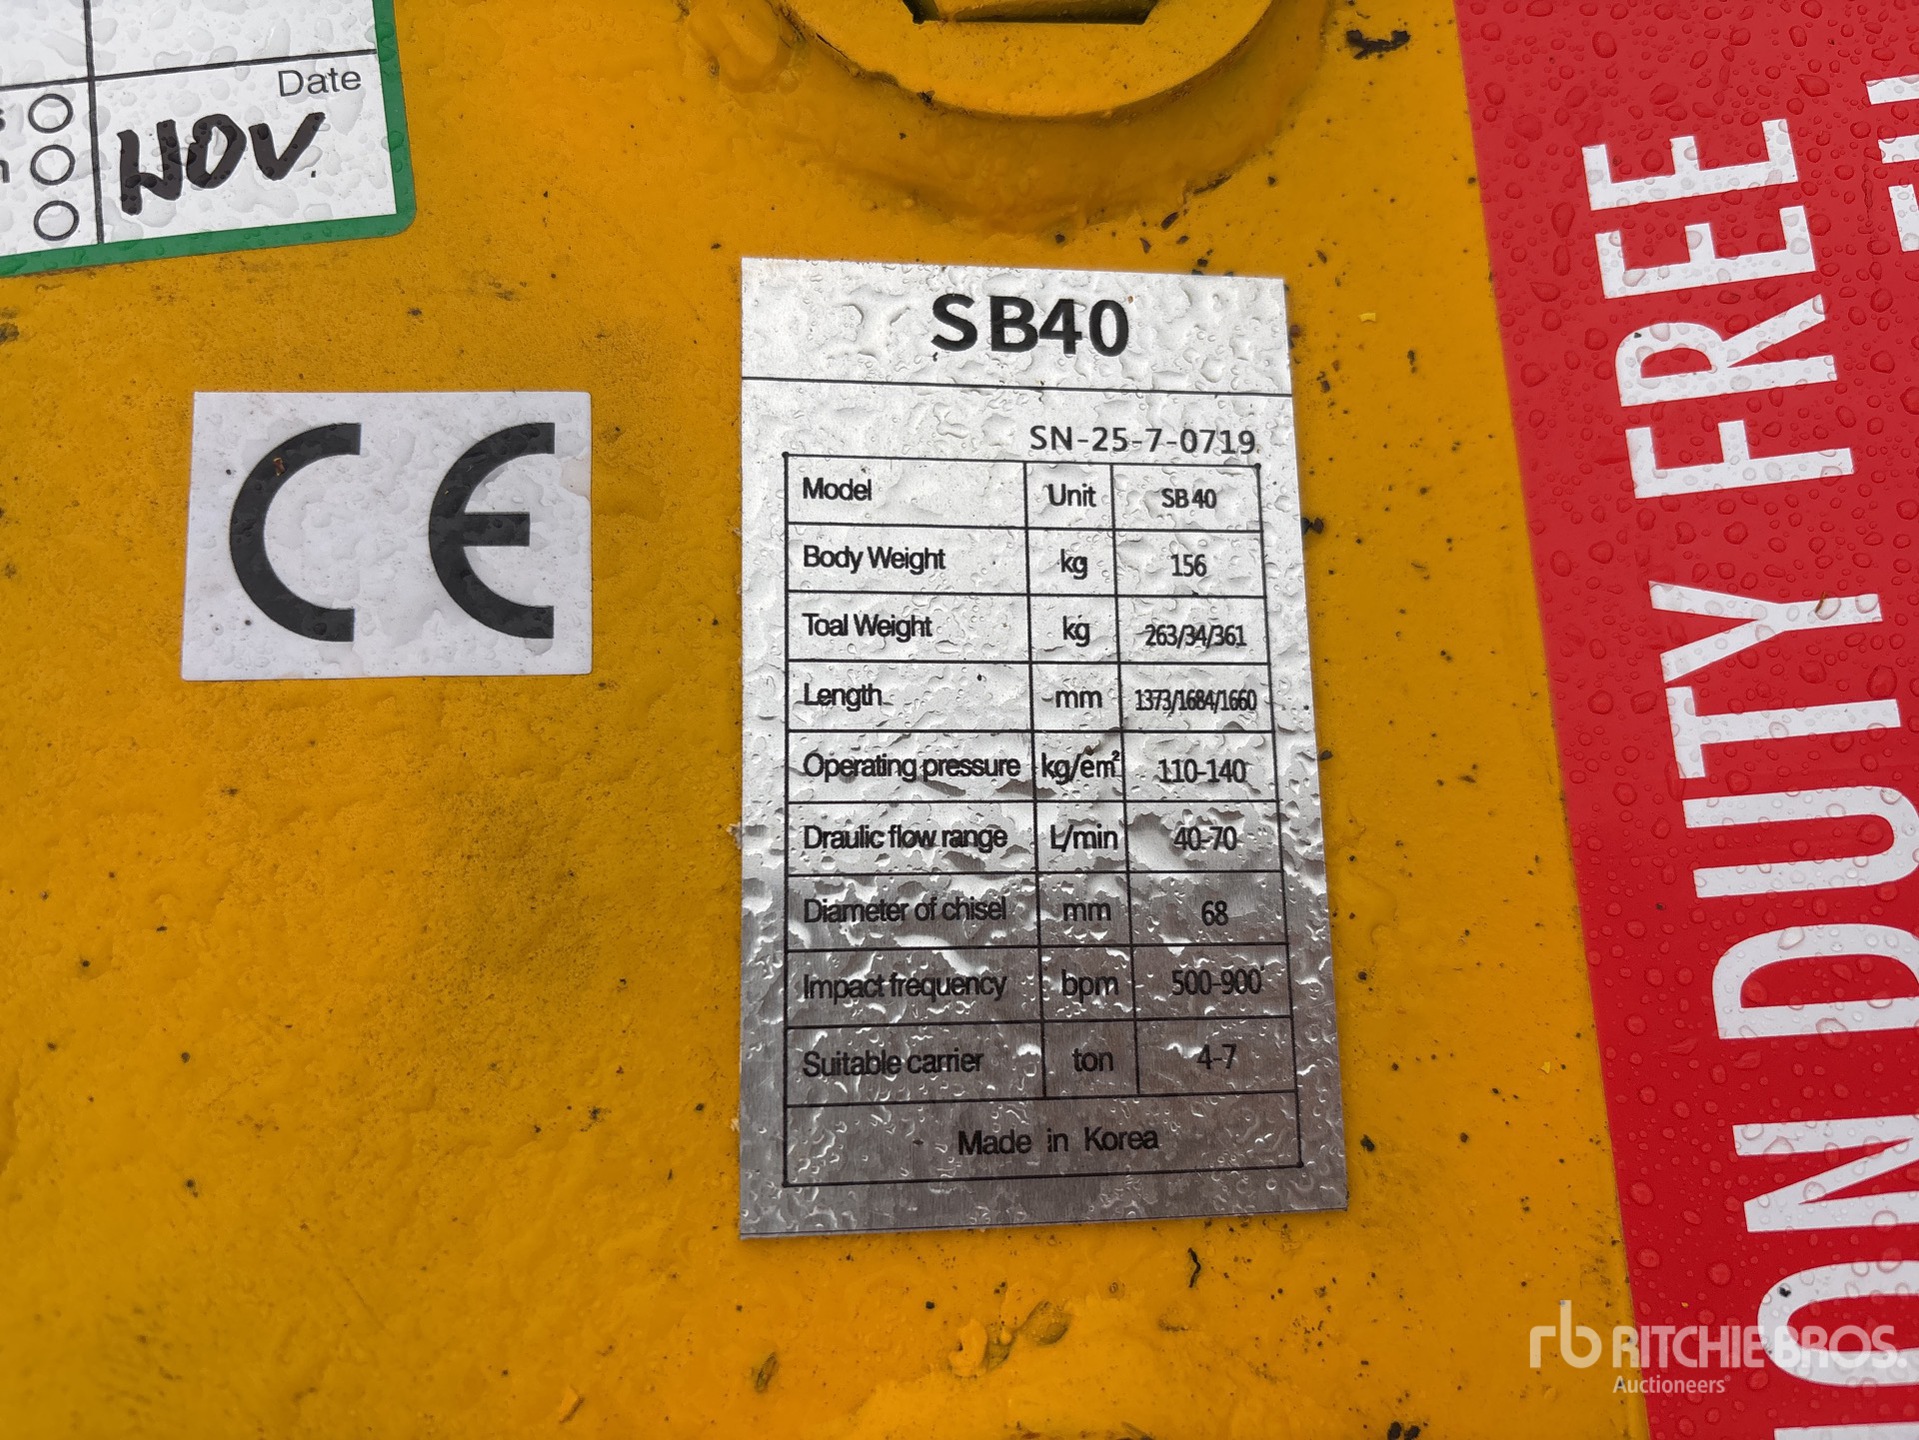 Date
NOV.
CE
SB40
SN-25-7-0719
Model Unit SB40
Body Weight kg 156
Toal Weight kg 263/34/361
Length mm 1373/1684/1660
Operating pressure kg/cm² 110-140
Draulic flow range L/min 40-70
Diameter of chisel mm 68
Impact frequency bpm 500-900
Suitable carrier ton 4-7
Made in Korea
ON DUTY FREE
rb RITCHIE BROS.
Auctioneers